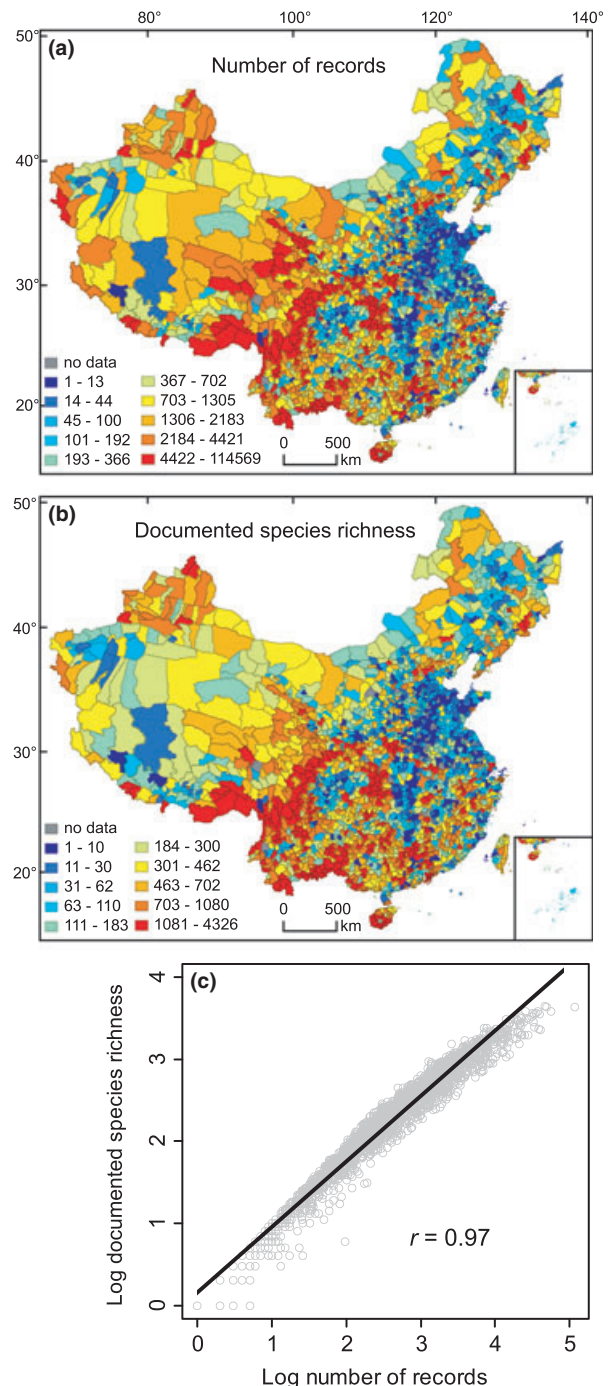 80° 100° 120° 140°
(a)
Number of records
50°
40°
30°
20°
no data
1 - 13
14 - 44
45 - 100
101 - 192
193 - 366
367 - 702
703 - 1305
1306 - 2183
2184 - 4421
4422 - 114569
0 500
km
(b)
Documented species richness
50°
40°
30°
20°
no data
1 - 10
11 - 30
31 - 62
63 - 110
111 - 183
184 - 300
301 - 462
463 - 702
703 - 1080
1081 - 4326
0 500
km
(c)
Log documented species richness
4
3
2
1
0
r = 0.97
0 1 2 3 4 5
Log number of records